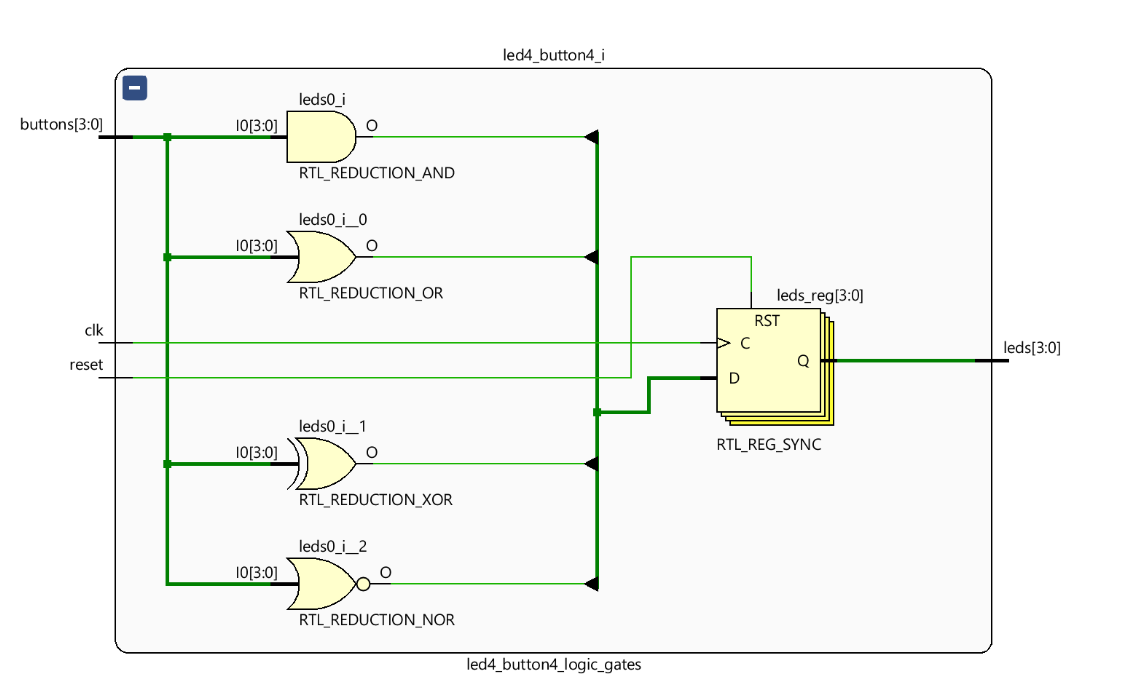 led4_button4_i
leds0_i
buttons[3:0]
I0[3:0]
O
RTL_REDUCTION_AND
leds0_i__0
I0[3:0]
O
RTL_REDUCTION_OR
leds_reg[3:0]
RST
clk
C
leds[3:0]
Q
reset
D
leds0_i__1
RTL_REG_SYNC
I0[3:0]
O
RTL_REDUCTION_XOR
leds0_i__2
I0[3:0]
O
RTL_REDUCTION_NOR
led4_button4_logic_gates